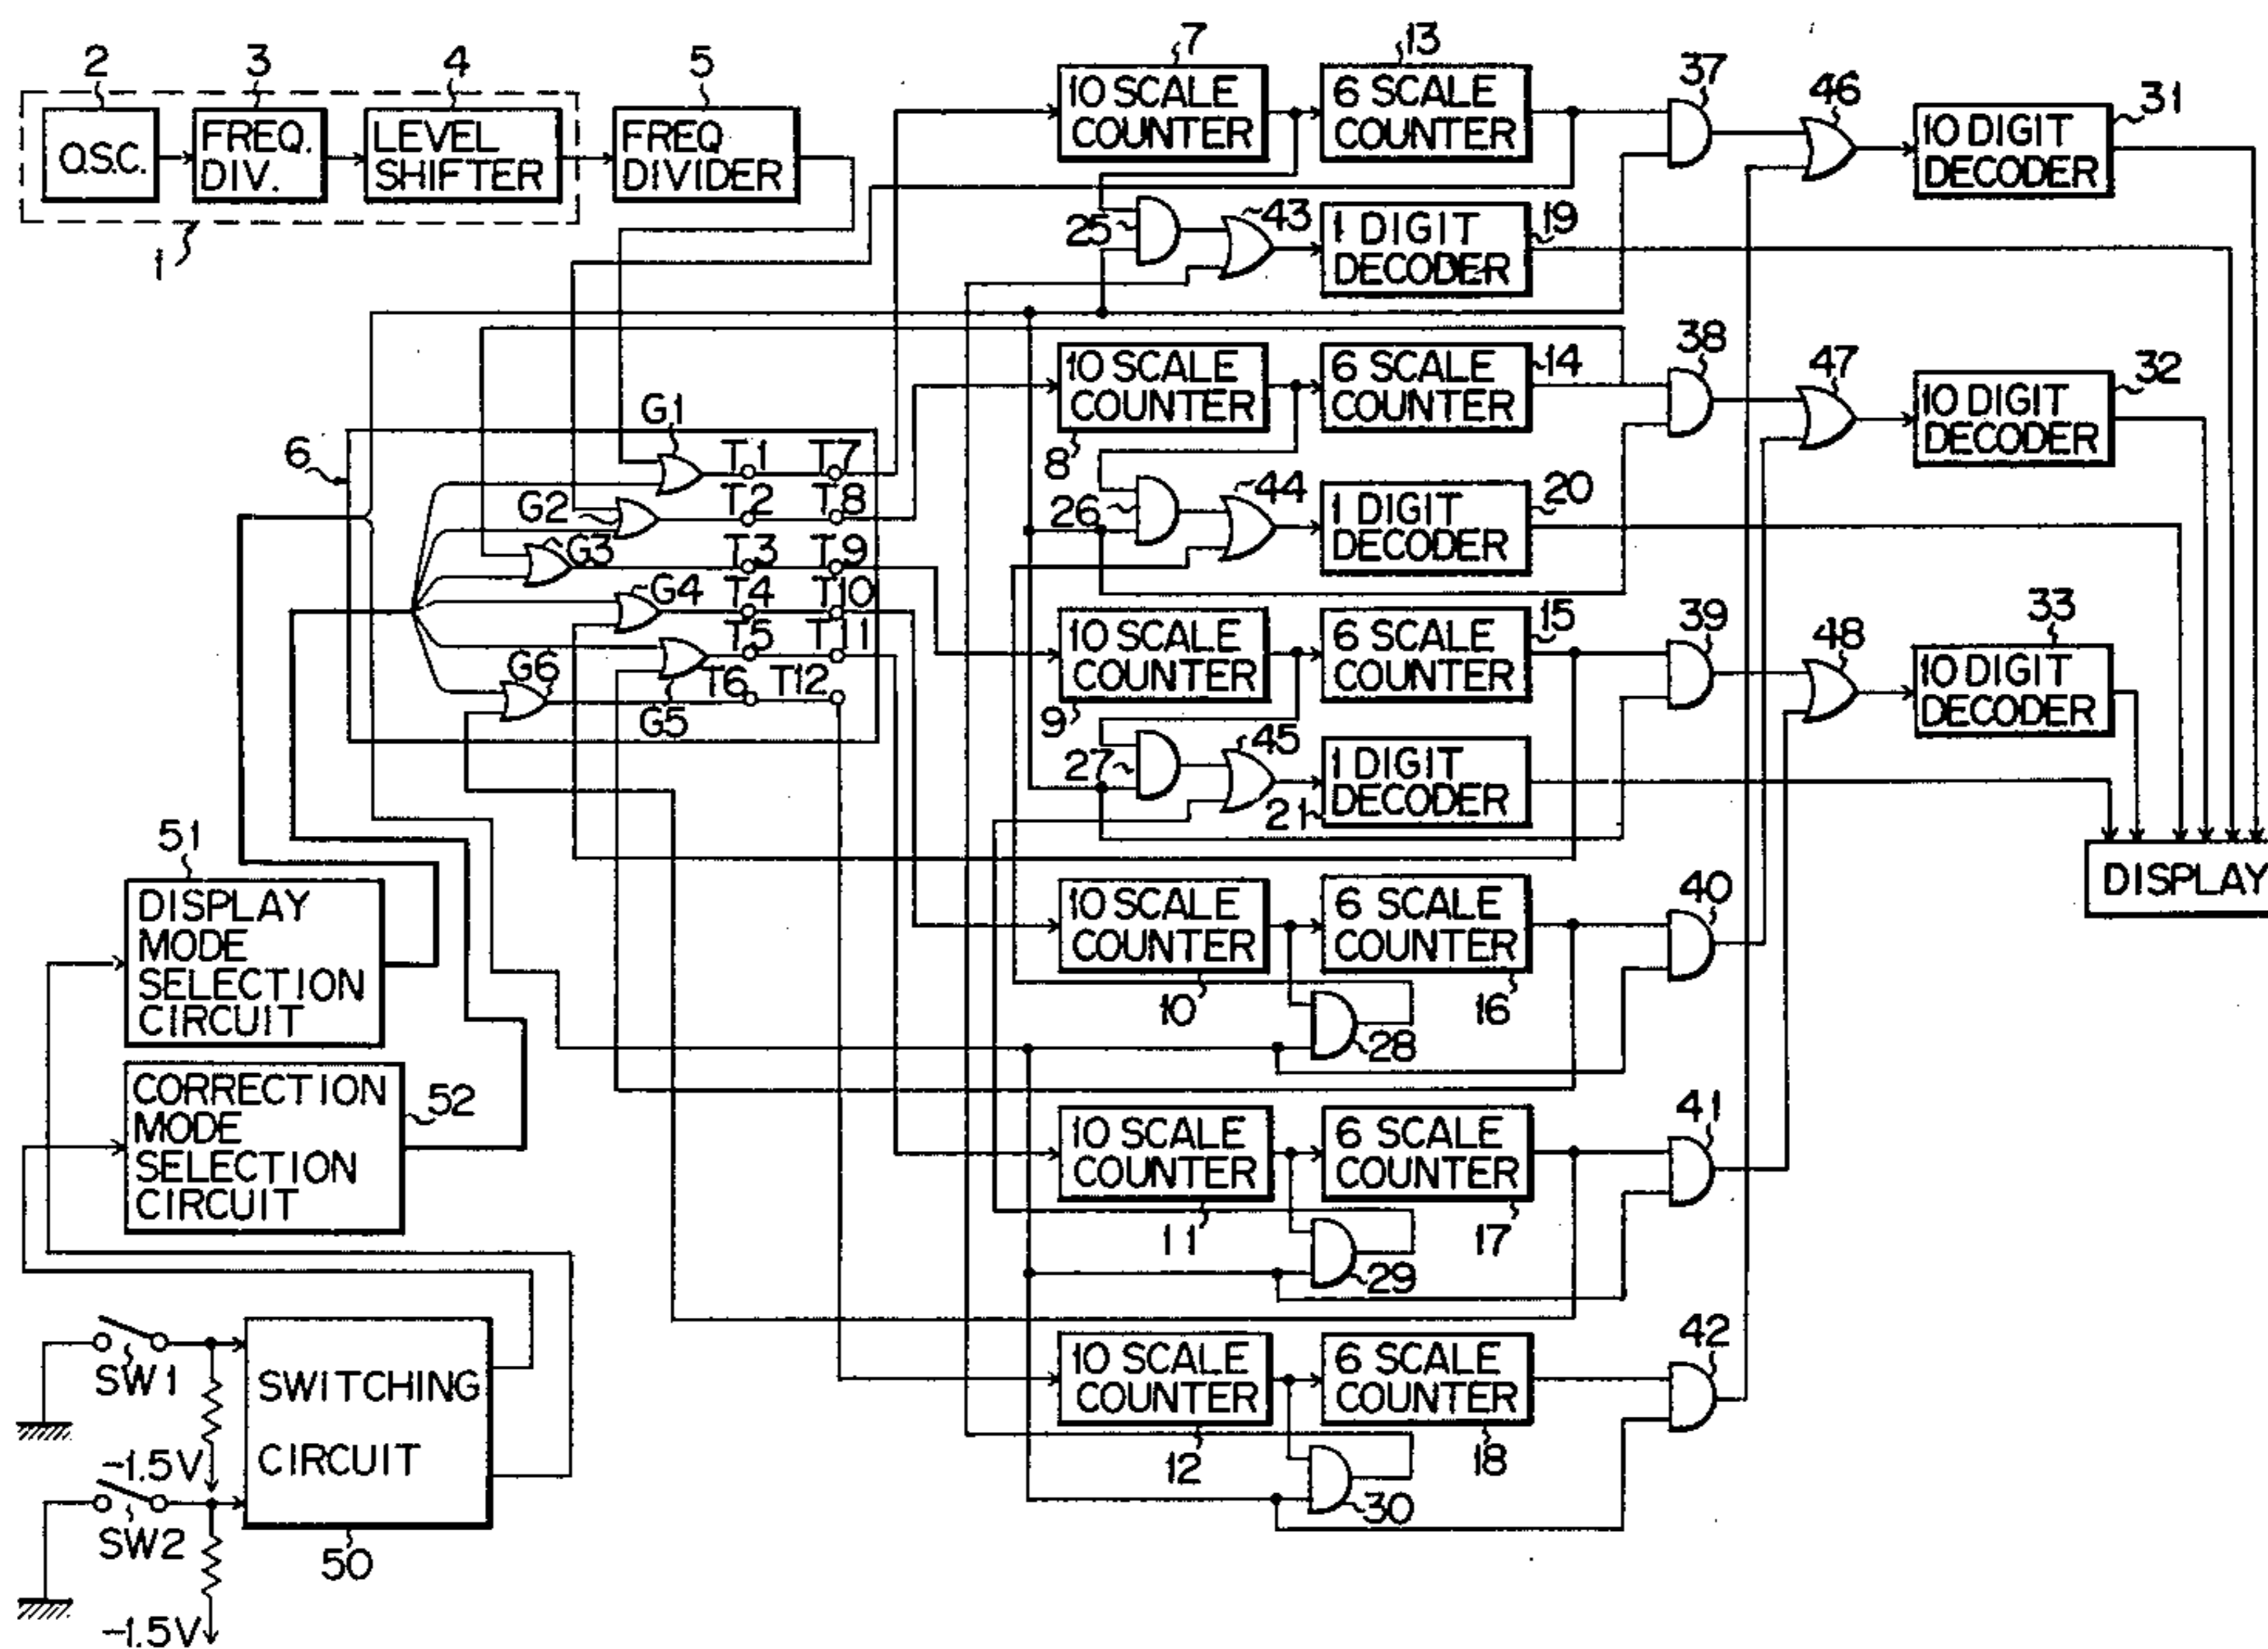 2
3
4
5
7
13
37
46
31
Q.S.C.
FREQ.
DIV.
LEVEL
SHIFTER
FREQ
DIVIDER
10 SCALE
COUNTER
6 SCALE
COUNTER
10 DIGIT
DECODER
1
25
43
1 DIGIT
DECODER
19
10 SCALE
COUNTER
8
6 SCALE
COUNTER
14
38
47
10 DIGIT
DECODER
32
6
G1
G2
G3
G4
G5
G6
T1
T2
T3
T4
T5
T6
T7
T8
T9
T10
T11
T12
26
44
1 DIGIT
DECODER
20
10 SCALE
COUNTER
9
6 SCALE
COUNTER
15
39
48
33
10 DIGIT
DECODER
27
45
1 DIGIT
DECODER
21
DISPLAY
51
DISPLAY
MODE
SELECTION
CIRCUIT
10 SCALE
COUNTER
10
6 SCALE
COUNTER
16
40
28
CORRECTION
MODE
SELECTION
CIRCUIT
52
10 SCALE
COUNTER
11
6 SCALE
COUNTER
17
41
29
SW1
-1.5V
SW2
-1.5V
SWITCHING
CIRCUIT
50
10 SCALE
COUNTER
12
6 SCALE
COUNTER
18
42
30